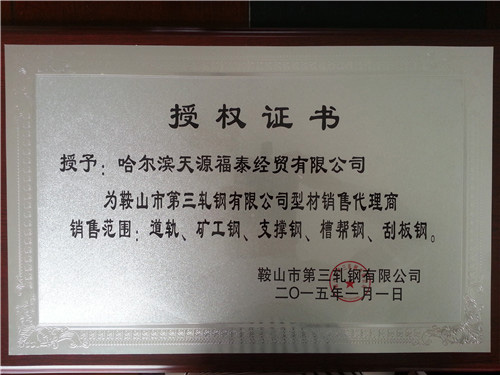 授权证书
授予：哈尔滨天源福泰经贸有限公司
为鞍山市第三轧钢有限公司型材销售代理商
销售范围：道轨、矿工钢、支撑钢、槽帮钢、刮板钢。
鞍山市第三轧钢有限公司
二〇一五年一月一日